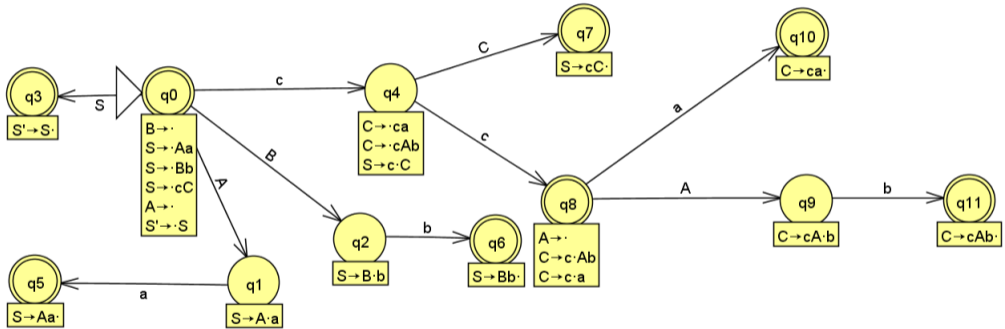 q3
S'→S·
S
q0
B→·
S→·Aa
S→·Bb
S→·cC
A→·
S'→·S
c
B
A
q4
C→·ca
C→·cAb
S→c·C
C
q7
S→cC·
c
q8
A→·
C→c·Ab
C→c·a
a
q10
C→ca·
A
q9
C→cA·b
b
q11
C→cAb·
q2
S→B·b
b
q6
S→Bb·
q1
S→A·a
a
q5
S→Aa·